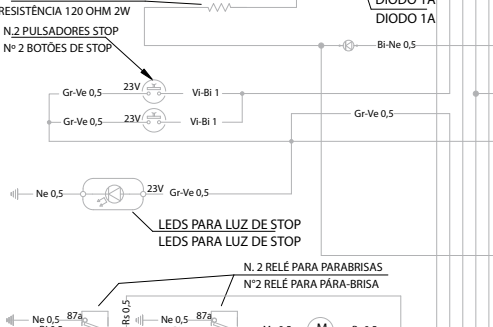 RESISTÊNCIA 120 OHM 2W
DIODO 1A
DIODO 1A
N.2 PULSADORES STOP
Nº 2 BOTÕES DE STOP
Bi-Ne 0,5
Gr-Ve 0,5 23V Vi-Bi 1
Gr-Ve 0,5
Gr-Ve 0,5 23V Vi-Bi 1
Ne 0,5 23V Gr-Ve 0,5
LEDS PARA LUZ DE STOP
LEDS PARA LUZ DE STOP
N. 2 RELÉ PARA PARABRISAS
N°2 RELÉ PARA PÁRA-BRISA
Ne 0,5 87a Rs 0,5 Ne 0,5 87a M